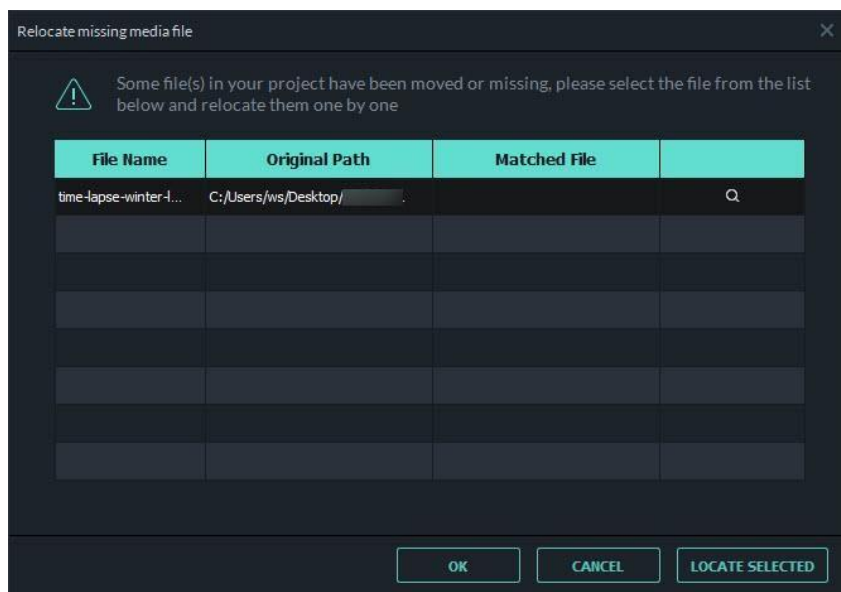 Relocate missing media file
Some file(s) in your project have been moved or missing, please select the file from the list
below and relocate them one by one
File Name Original Path Matched File
time-lapse-winter-l... C:/Users/ws/Desktop/ .
OK CANCEL LOCATE SELECTED